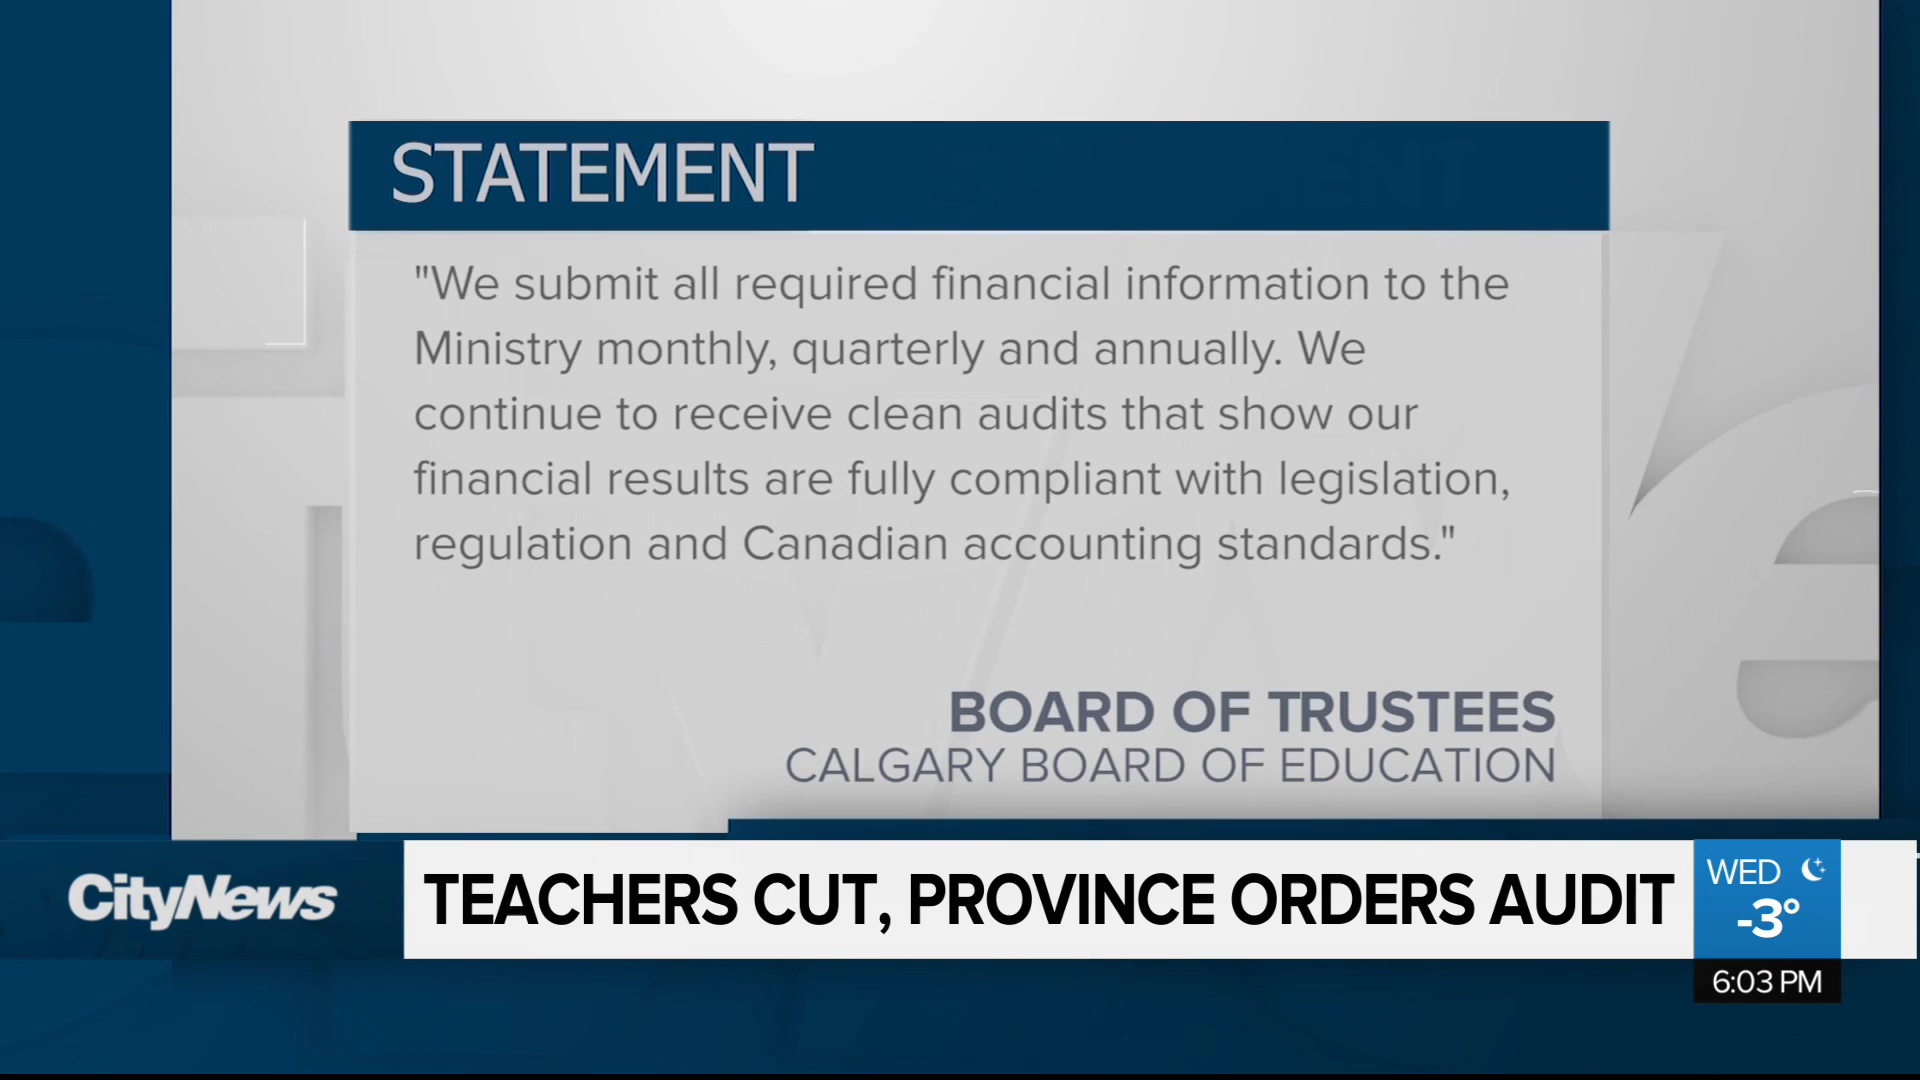 STATEMENT
"We submit all required financial information to the
Ministry monthly, quarterly and annually. We
continue to receive clean audits that show our
financial results are fully compliant with legislation,
regulation and Canadian accounting standards."
BOARD OF TRUSTEES
CALGARY BOARD OF EDUCATION
CityNews
TEACHERS CUT, PROVINCE ORDERS AUDIT
WED
-3°
6:03 PM